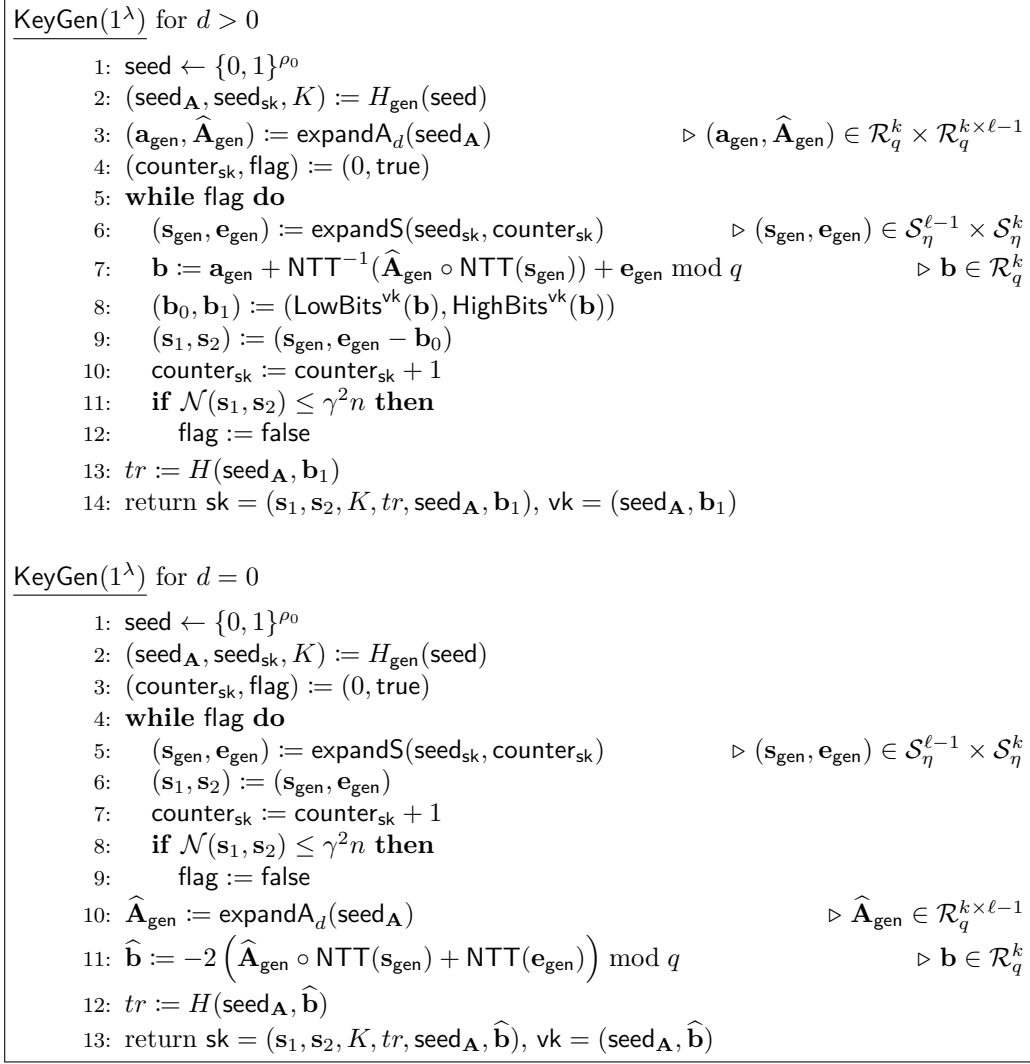 KeyGen(1^λ) for d > 0
1: seed ← {0, 1}^{ρ_0}
2: (seed_A, seed_sk, K) := H_gen(seed)
3: (a_gen, Â_gen) := expandA_d(seed_A) ▷ (a_gen, Â_gen) ∈ R_q^k × R_q^{k×ℓ−1}
4: (counter_sk, flag) := (0, true)
5: while flag do
6: (s_gen, e_gen) := expandS(seed_sk, counter_sk) ▷ (s_gen, e_gen) ∈ S_η^{ℓ−1} × S_η^k
7: b := a_gen + NTT^{−1}(Â_gen ∘ NTT(s_gen)) + e_gen mod q ▷ b ∈ R_q^k
8: (b_0, b_1) := (LowBits^vk(b), HighBits^vk(b))
9: (s_1, s_2) := (s_gen, e_gen − b_0)
10: counter_sk := counter_sk + 1
11: if N(s_1, s_2) ≤ γ^2 n then
12: flag := false
13: tr := H(seed_A, b_1)
14: return sk = (s_1, s_2, K, tr, seed_A, b_1), vk = (seed_A, b_1)
KeyGen(1^λ) for d = 0
1: seed ← {0, 1}^{ρ_0}
2: (seed_A, seed_sk, K) := H_gen(seed)
3: (counter_sk, flag) := (0, true)
4: while flag do
5: (s_gen, e_gen) := expandS(seed_sk, counter_sk) ▷ (s_gen, e_gen) ∈ S_η^{ℓ−1} × S_η^k
6: (s_1, s_2) := (s_gen, e_gen)
7: counter_sk := counter_sk + 1
8: if N(s_1, s_2) ≤ γ^2 n then
9: flag := false
10: Â_gen := expandA_d(seed_A) ▷ Â_gen ∈ R_q^{k×ℓ−1}
11: b̂ := −2 (Â_gen ∘ NTT(s_gen) + NTT(e_gen)) mod q ▷ b ∈ R_q^k
12: tr := H(seed_A, b̂)
13: return sk = (s_1, s_2, K, tr, seed_A, b̂), vk = (seed_A, b̂)